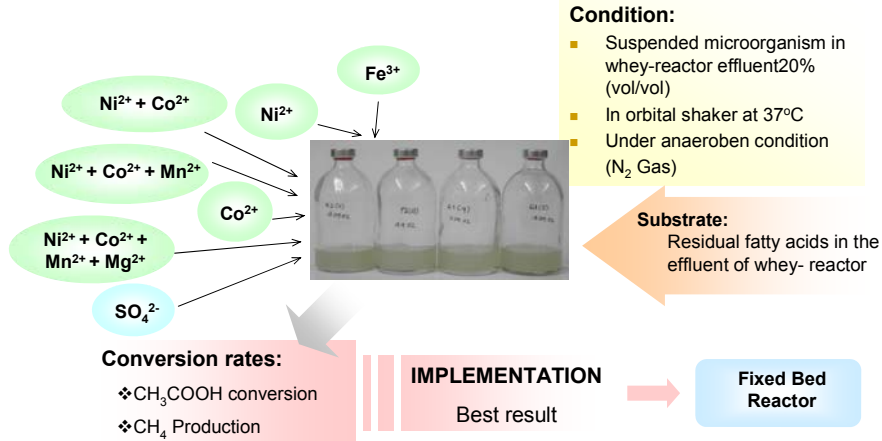 Condition:
▪ Suspended microorganism in
whey-reactor effluent20%
(vol/vol)
▪ In orbital shaker at 37ºC
▪ Under anaeroben condition
(N₂ Gas)
Fe³⁺
Ni²⁺
Ni²⁺ + Co²⁺
Ni²⁺ + Co²⁺ + Mn²⁺
Co²⁺
Ni²⁺ + Co²⁺ +
Mn²⁺ + Mg²⁺
SO₄²⁻
Substrate:
Residual fatty acids in the
effluent of whey- reactor
Conversion rates:
❖CH₃COOH conversion
❖CH₄ Production
IMPLEMENTATION
Best result
Fixed Bed
Reactor